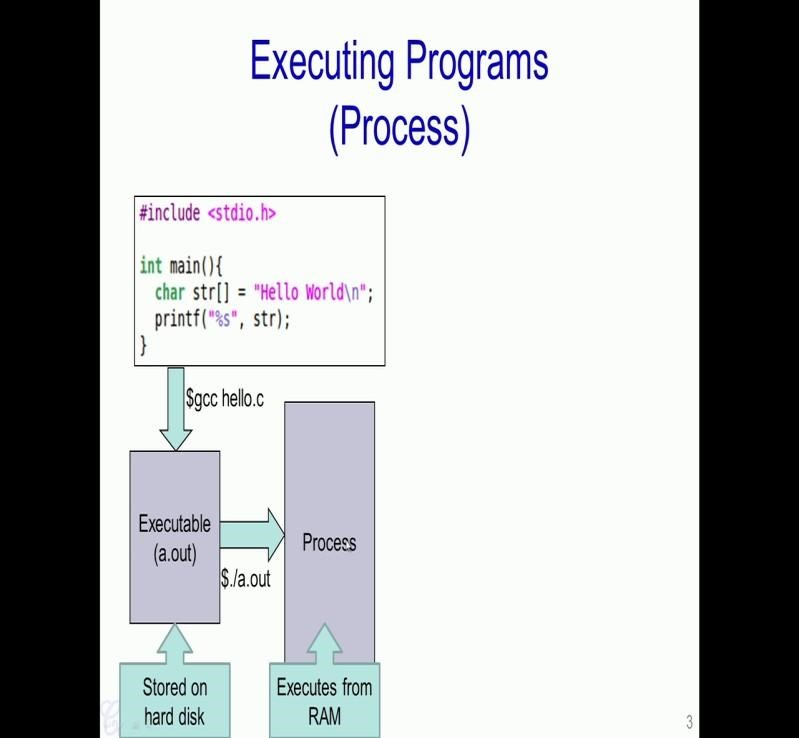 Executing Programs
(Process)
#include <stdio.h>
int main(){
char str[] = "Hello World\n";
printf("%s", str);
}
$gcc hello.c
Executable
(a.out)
$./a.out
Process
Stored on
hard disk
Executes from
RAM
3